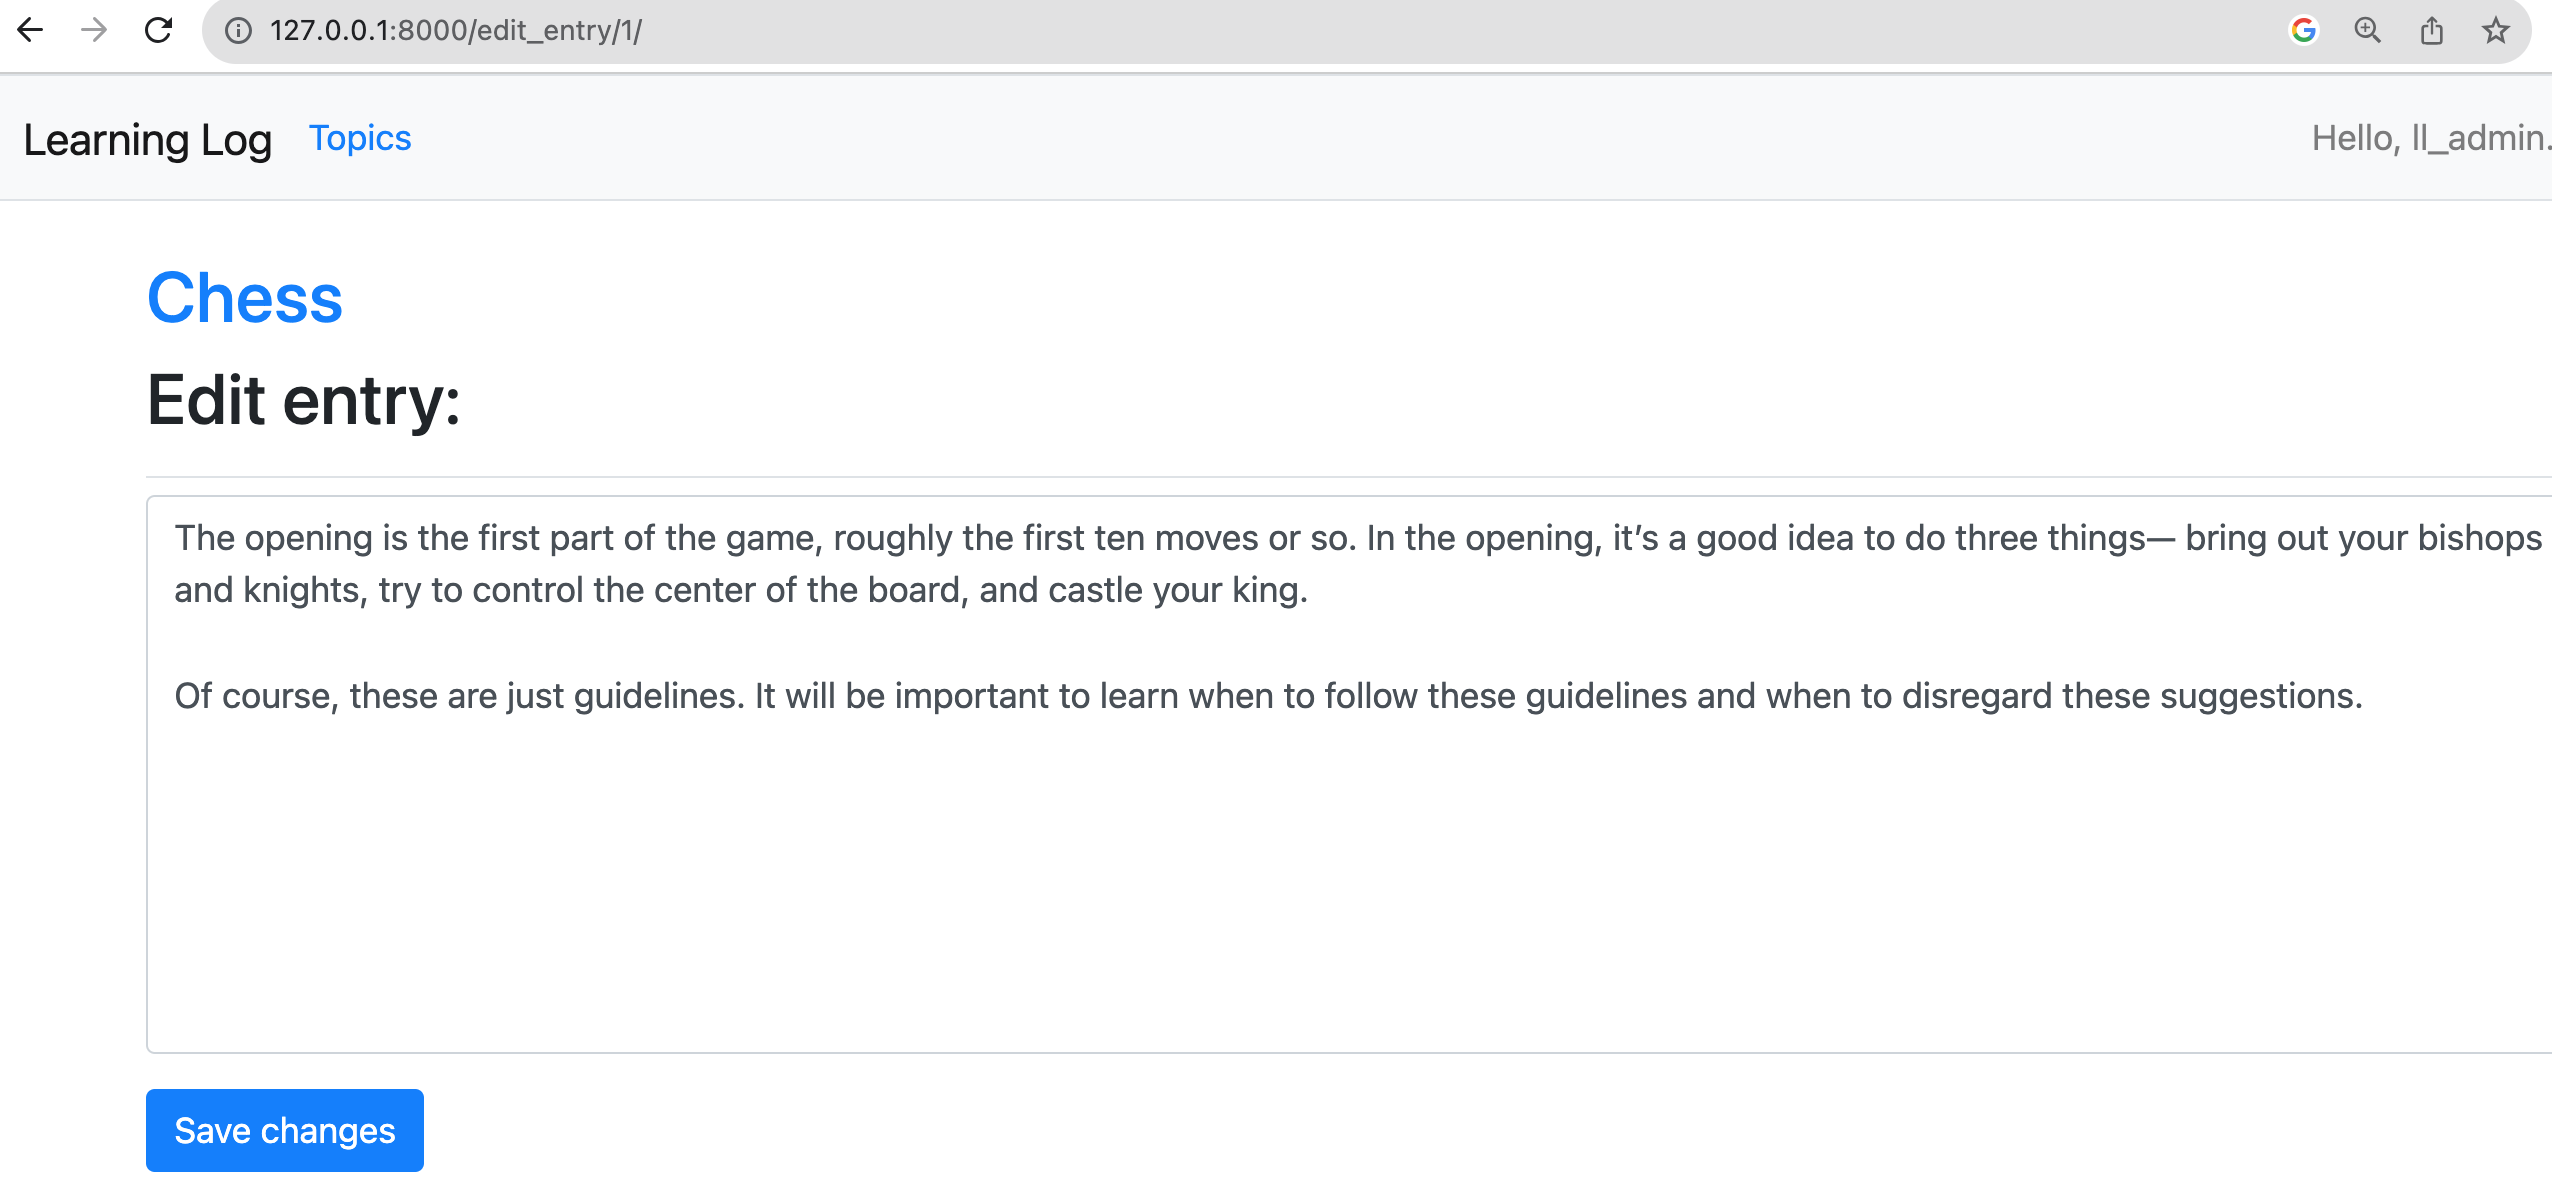 127.0.0.1:8000/edit_entry/1/
Learning Log Topics Hello, ll_admin.
Chess
Edit entry:
The opening is the first part of the game, roughly the first ten moves or so. In the opening, it’s a good idea to do three things— bring out your bishops
and knights, try to control the center of the board, and castle your king.
Of course, these are just guidelines. It will be important to learn when to follow these guidelines and when to disregard these suggestions.
Save changes